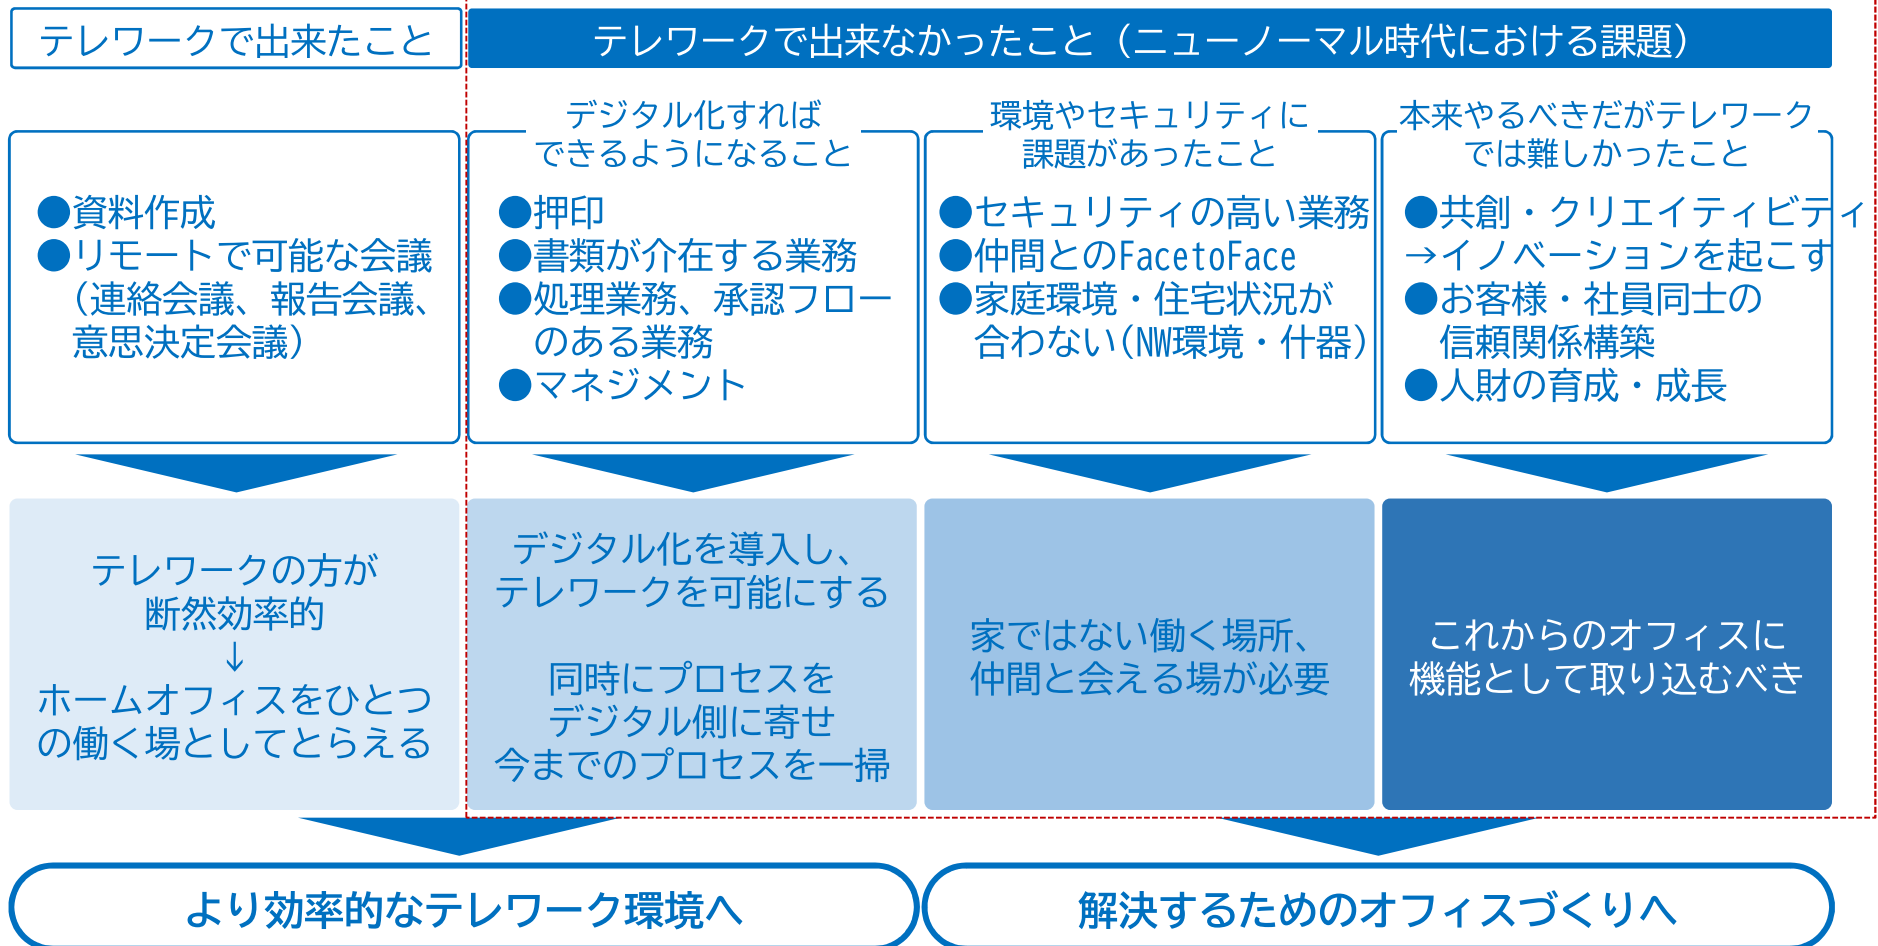 テレワークで出来たこと
テレワークで出来なかったこと（ニューノーマル時代における課題）
●資料作成
●リモートで可能な会議
（連絡会議、報告会議、
意思決定会議）
デジタル化すれば
できるようになること
●押印
●書類が介在する業務
●処理業務、承認フロー
のある業務
●マネジメント
環境やセキュリティに
課題があったこと
●セキュリティの高い業務
●仲間とのFacetoFace
●家庭環境・住宅状況が
合わない(NW環境・什器)
本来やるべきだがテレワーク
では難しかったこと
●共創・クリエイティビティ
→イノベーションを起こす
●お客様・社員同士の
信頼関係構築
●人財の育成・成長
テレワークの方が
断然効率的
↓
ホームオフィスをひとつ
の働く場としてとらえる
デジタル化を導入し、
テレワークを可能にする
同時にプロセスを
デジタル側に寄せ
今までのプロセスを一掃
家ではない働く場所、
仲間と会える場が必要
これからのオフィスに
機能として取り込むべき
より効率的なテレワーク環境へ
解決するためのオフィスづくりへ